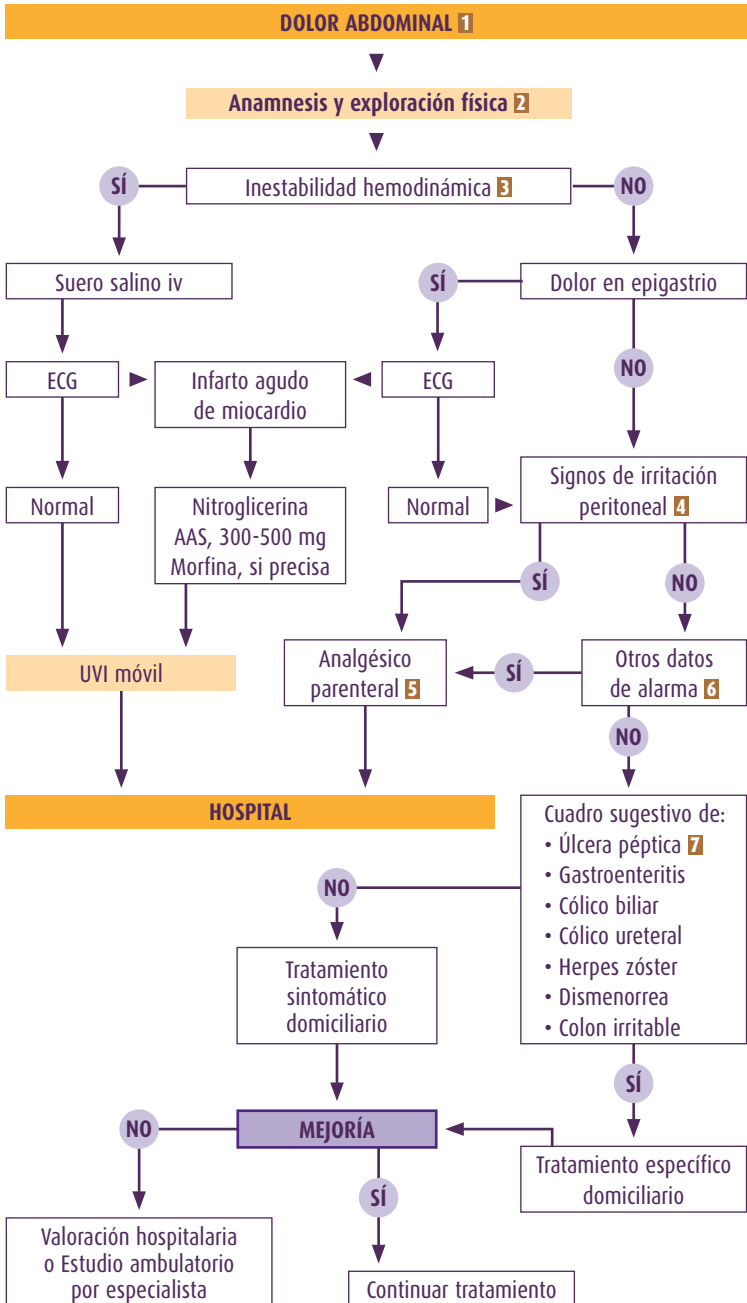 DOLOR ABDOMINAL 1
Anamnesis y exploración física 2
SÍ
Inestabilidad hemodinámica 3
NO
Suero salino iv
SÍ
Dolor en epigastrio
NO
ECG
Infarto agudo
de miocardio
ECG
Normal
Nitroglicerina
AAS, 300-500 mg
Morfina, si precisa
Normal
Signos de irritación
peritoneal 4
SÍ
NO
UVI móvil
Analgésico
parenteral 5
SÍ
Otros datos
de alarma 6
NO
HOSPITAL
Cuadro sugestivo de:
• Úlcera péptica 7
• Gastroenteritis
• Cólico biliar
• Cólico ureteral
• Herpes zóster
• Dismenorrea
• Colon irritable
NO
Tratamiento
sintomático
domiciliario
SÍ
NO
MEJORÍA
Tratamiento específico
domiciliario
SÍ
Valoración hospitalaria
o Estudio ambulatorio
por especialista
Continuar tratamiento